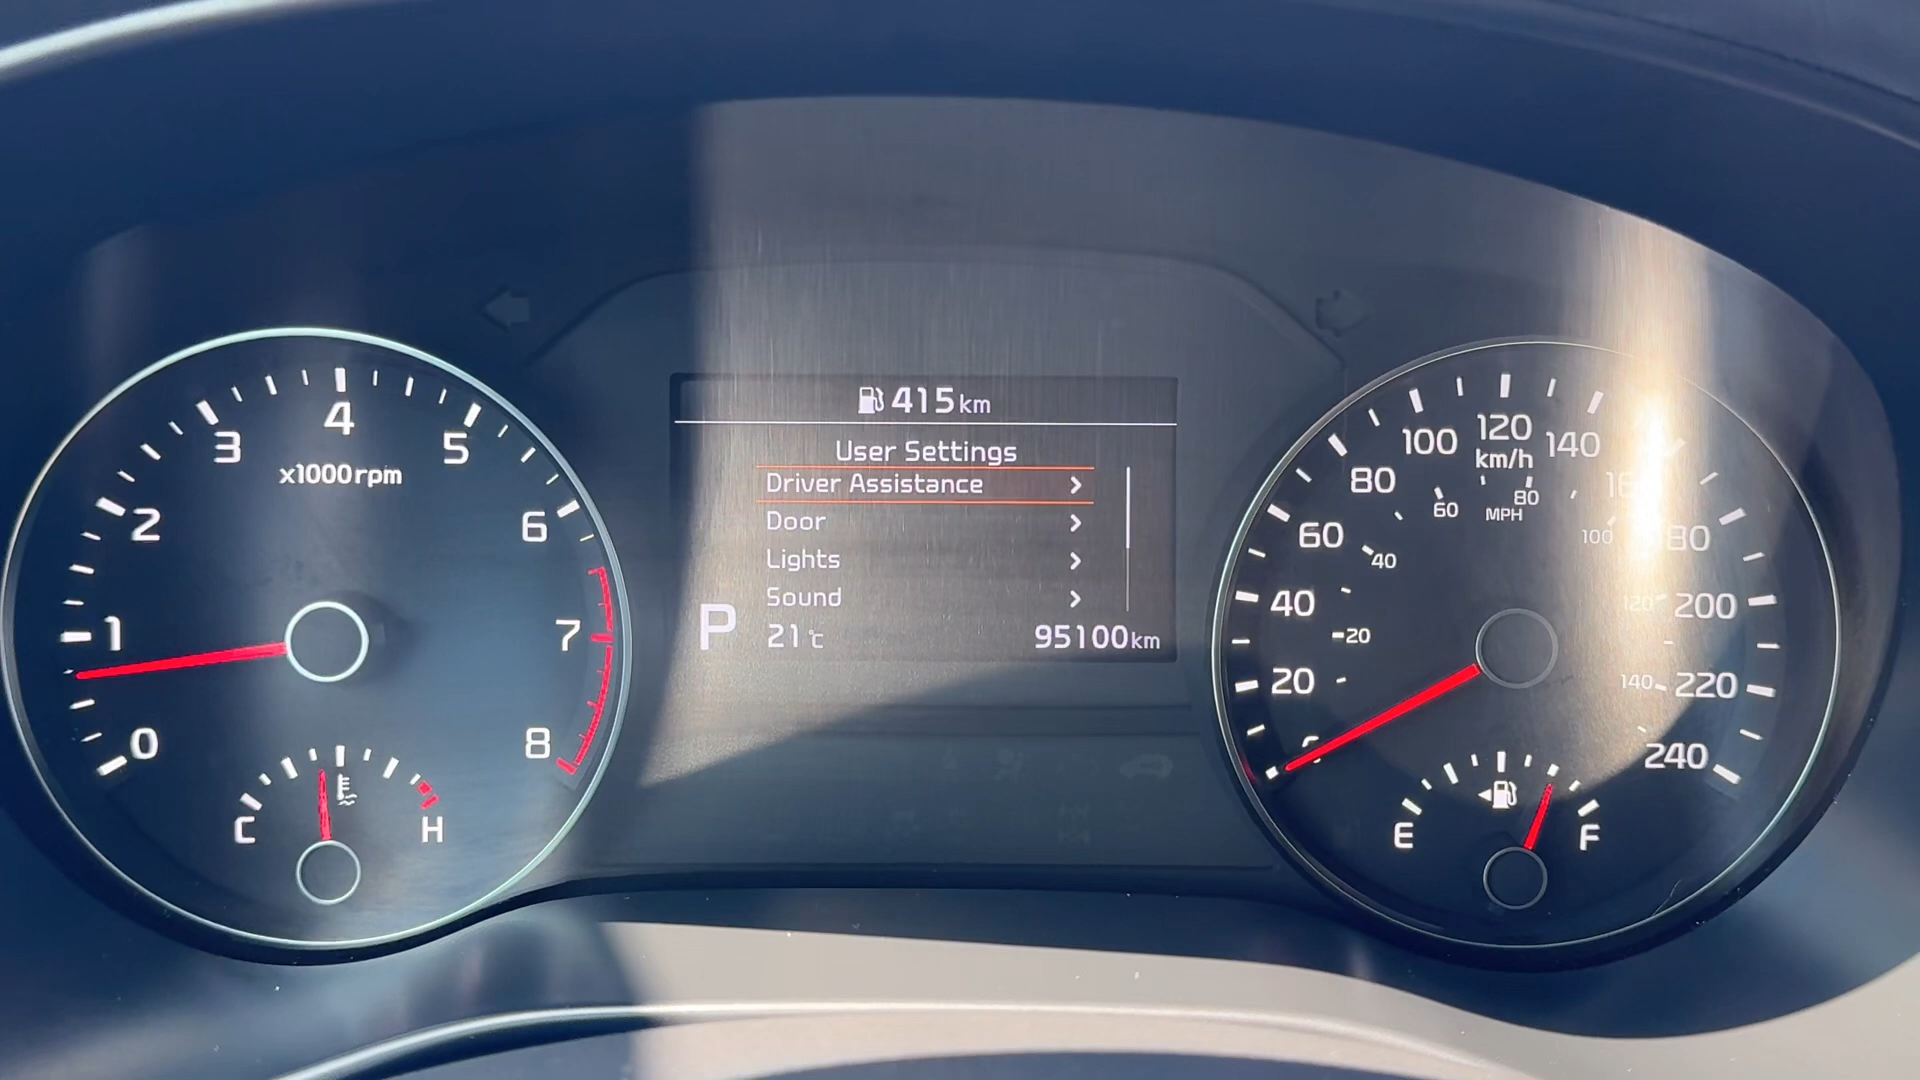 415km
User Settings
Driver Assistance
Door
Lights
Sound
P
21°C
95100km
0
1
2
3
4
5
6
7
8
x1000rpm
C
H
20
40
60
80
100
120
140
200
220
240
km/h
20
40
60
80
100
120
140
MPH
E
F